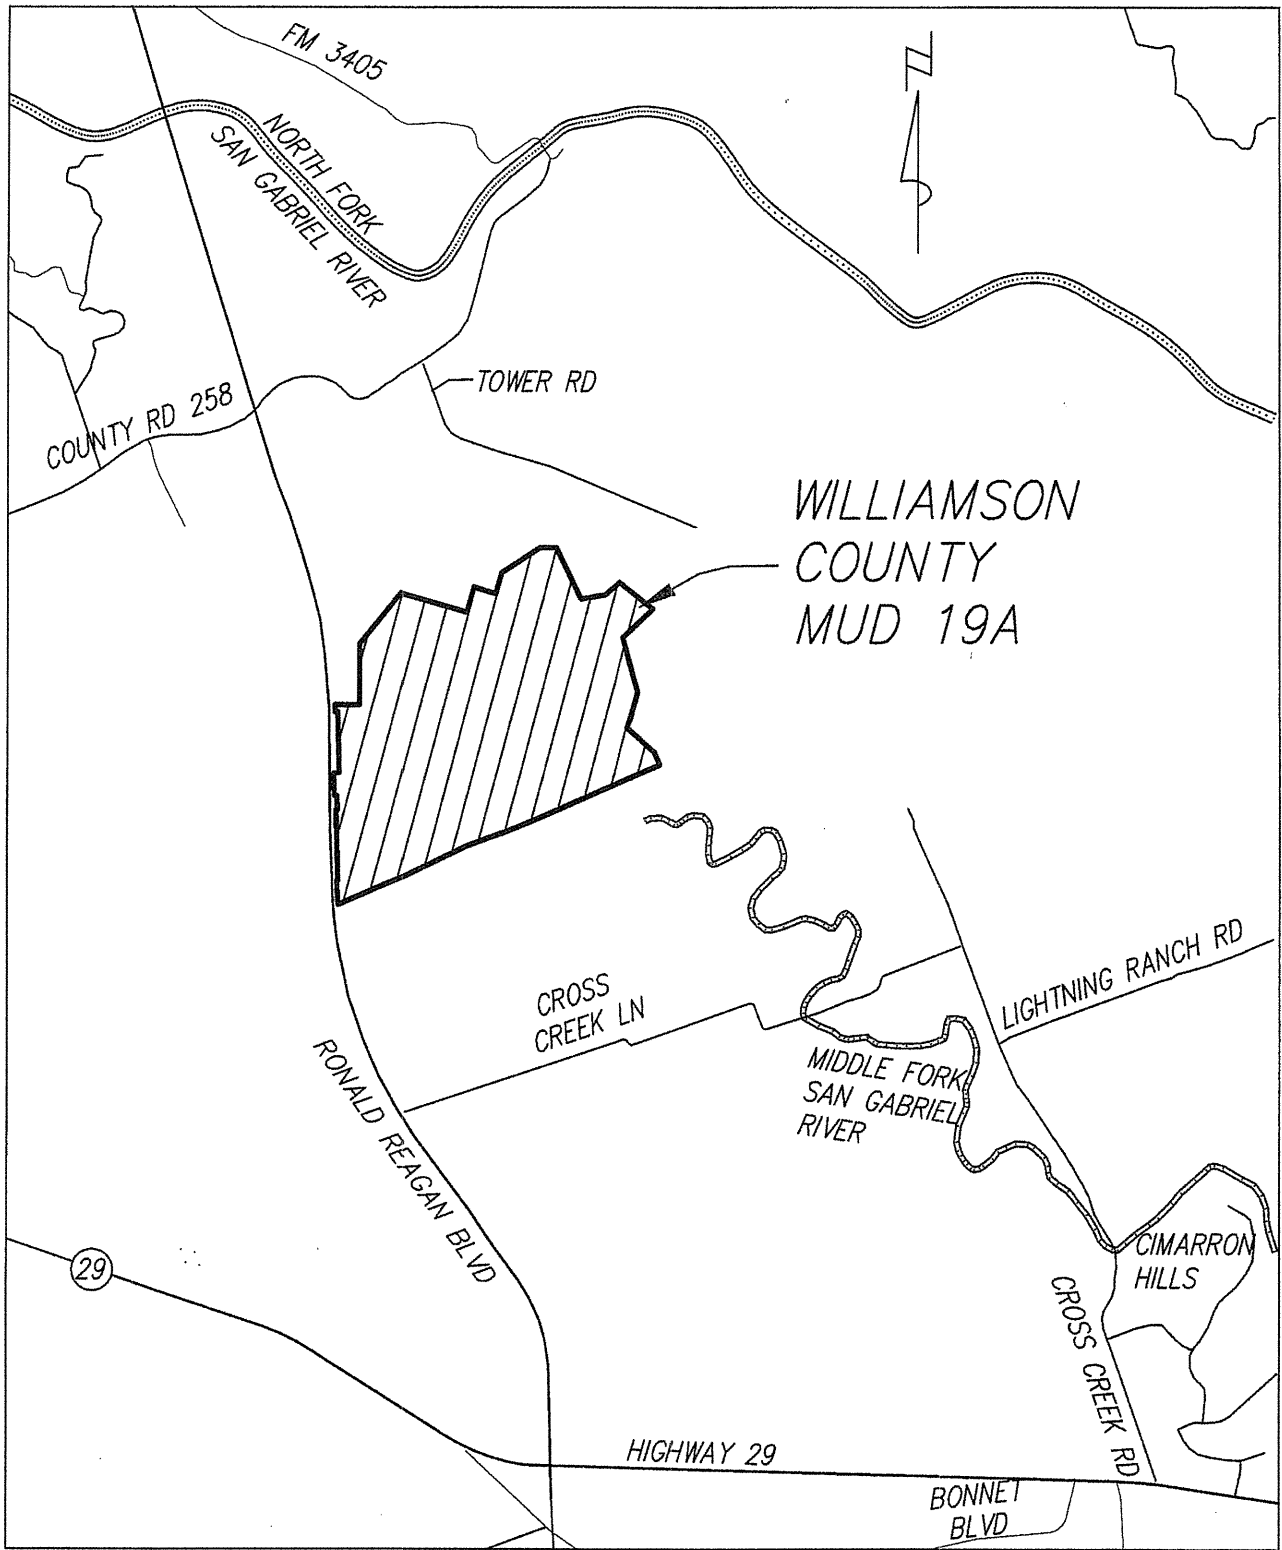 FM 3405
N
NORTH FORK
SAN GABRIEL RIVER
TOWER RD
COUNTY RD 258
WILLIAMSON
COUNTY
MUD 19A
CROSS
CREEK LN
LIGHTNING RANCH RD
MIDDLE FORK
SAN GABRIEL
RIVER
RONALD REAGAN BLVD
29
CIMARRON
HILLS
CROSS CREEK RD
HIGHWAY 29
BONNET
BLVD